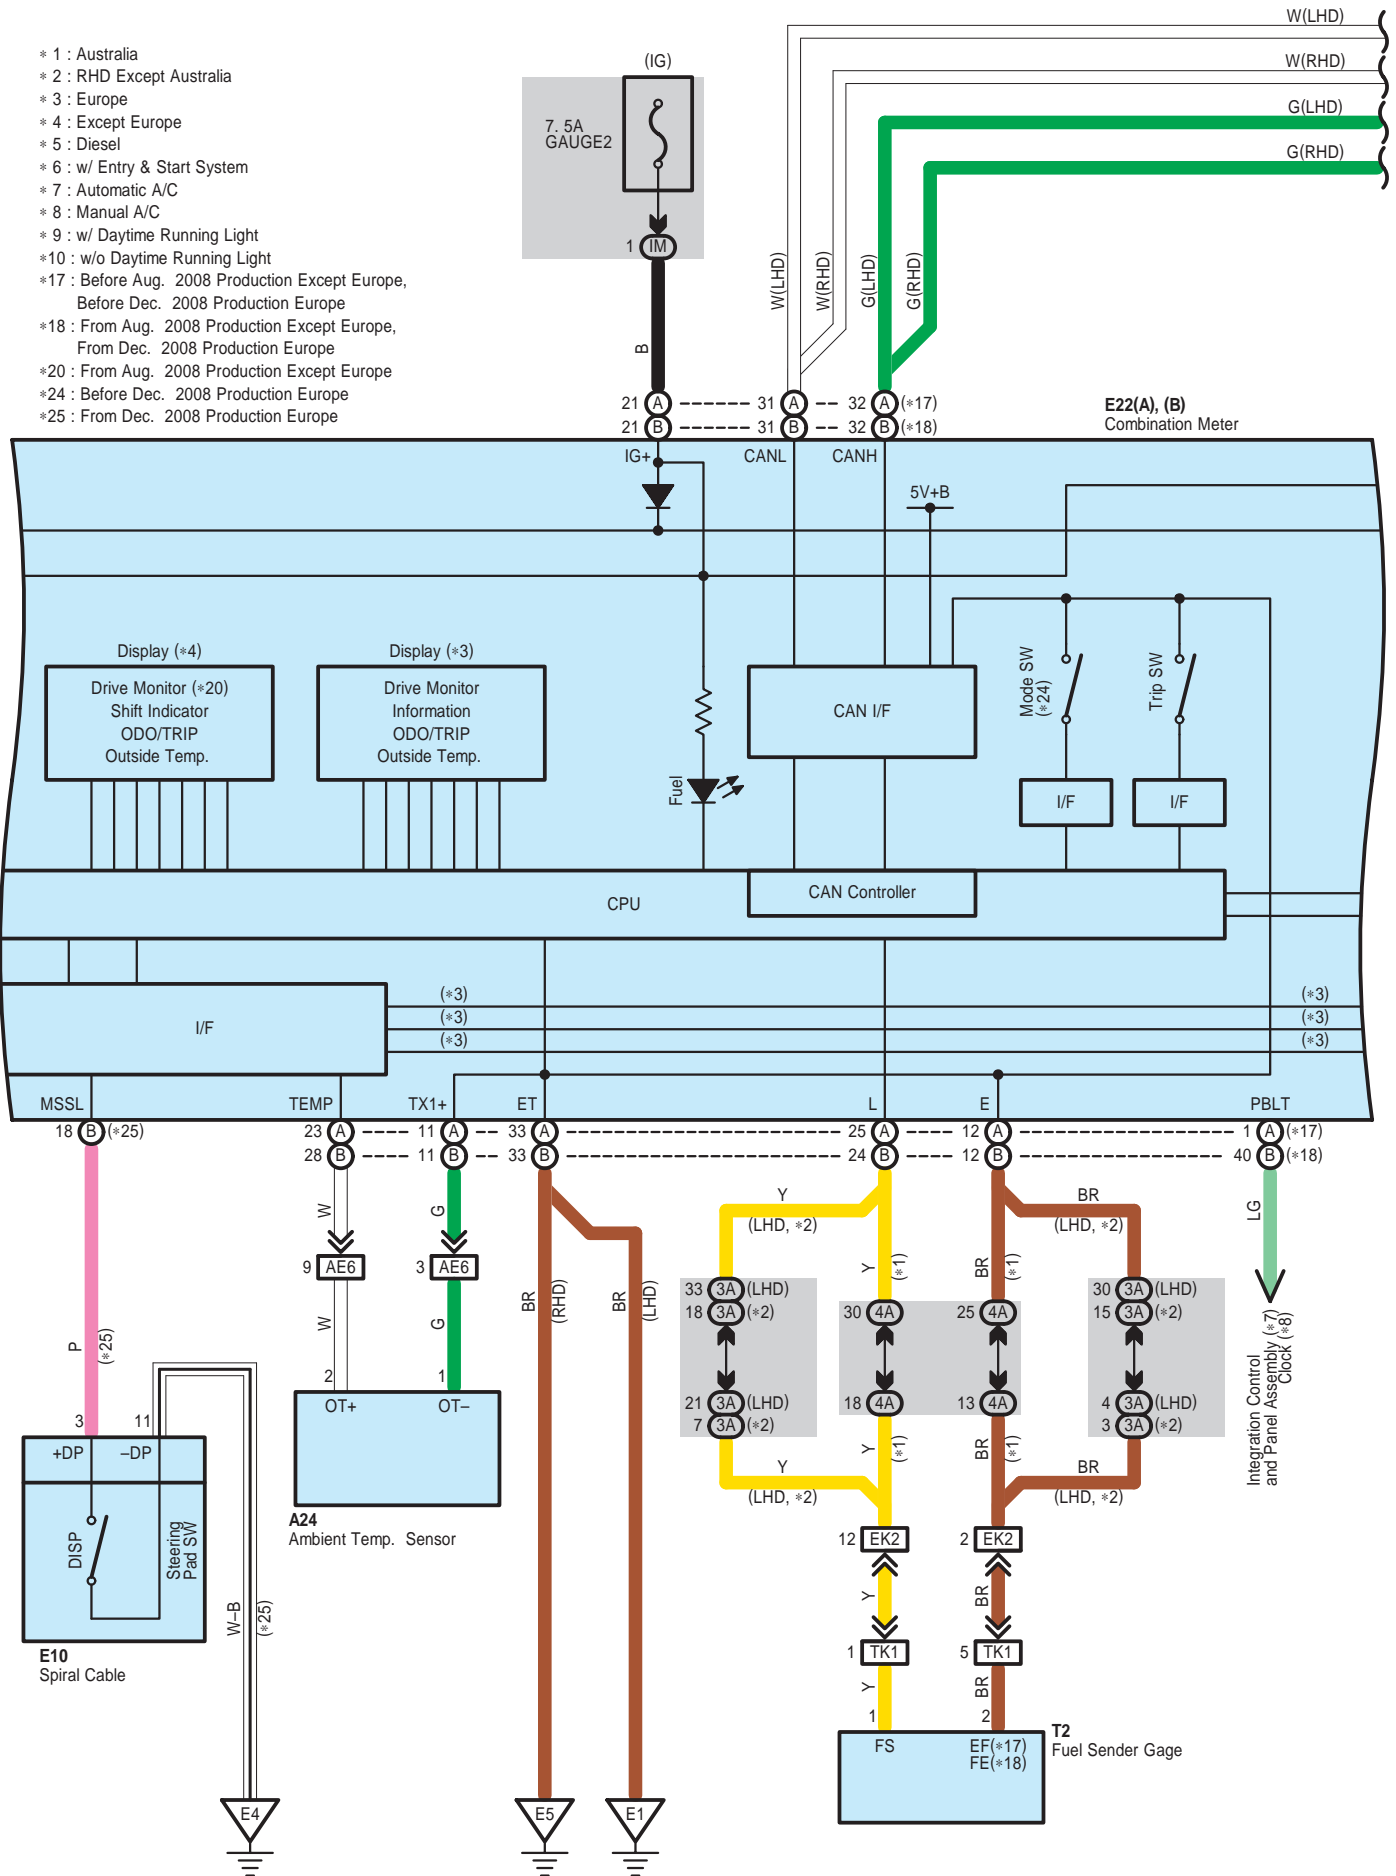 W(LHD)
W(RHD)
G(LHD)
G(RHD)
∗ 1 : Australia
∗ 2 : RHD Except Australia
∗ 3 : Europe
∗ 4 : Except Europe
∗ 5 : Diesel
∗ 6 : w/ Entry & Start System
∗ 7 : Automatic A/C
∗ 8 : Manual A/C
∗ 9 : w/ Daytime Running Light
∗10 : w/o Daytime Running Light
∗17 : Before Aug. 2008 Production Except Europe,
Before Dec. 2008 Production Europe
∗18 : From Aug. 2008 Production Except Europe,
From Dec. 2008 Production Europe
∗20 : From Aug. 2008 Production Except Europe
∗24 : Before Dec. 2008 Production Europe
∗25 : From Dec. 2008 Production Europe
(IG)
7. 5A
GAUGE2
1 IM
B
W(LHD)
W(RHD)
G(LHD)
G(RHD)
21 A 31 A 32 A (∗17)
21 B 31 B 32 B (∗18)
E22(A), (B)
Combination Meter
IG+ CANL CANH
5V+B
Display (∗4)
Drive Monitor (∗20)
Shift Indicator
ODO/TRIP
Outside Temp.
Display (∗3)
Drive Monitor
Information
ODO/TRIP
Outside Temp.
Fuel
CAN I/F
Mode SW
(∗24)
Trip SW
I/F
I/F
CPU
CAN Controller
I/F
(∗3) (∗3)
(∗3) (∗3)
(∗3) (∗3)
MSSL TEMP TX1+ ET L E PBLT
18 B (∗25) 23 A 11 A 33 A 25 A 12 A 1 A (∗17)
28 B 11 B 33 B 24 B 12 B 40 B (∗18)
W
G
Y
(LHD, ∗2)
Y
(∗1)
BR
(∗1)
BR
(LHD, ∗2)
LG
9 AE6 3 AE6
W
G
BR
(RHD)
BR
(LHD)
33 3A (LHD)
18 3A (∗2)
30 4A 25 4A
30 3A (LHD)
15 3A (∗2)
21 3A (LHD)
7 3A (∗2)
18 4A 13 4A
4 3A (LHD)
3 3A (∗2)
Integration Control
and Panel Assembly (∗7)
Clock (∗8)
P
(∗25)
2 1
OT+ OT–
A24
Ambient Temp. Sensor
3 11
+DP –DP
DISP
Steering
Pad SW
E10
Spiral Cable
W–B
(∗25)
Y
(LHD, ∗2)
Y
(∗1)
BR
(∗1)
BR
(LHD, ∗2)
12 EK2 2 EK2
Y
BR
1 TK1 5 TK1
Y
BR
1 2
FS EF(∗17)
FE(∗18)
T2
Fuel Sender Gage
E4 E5 E1